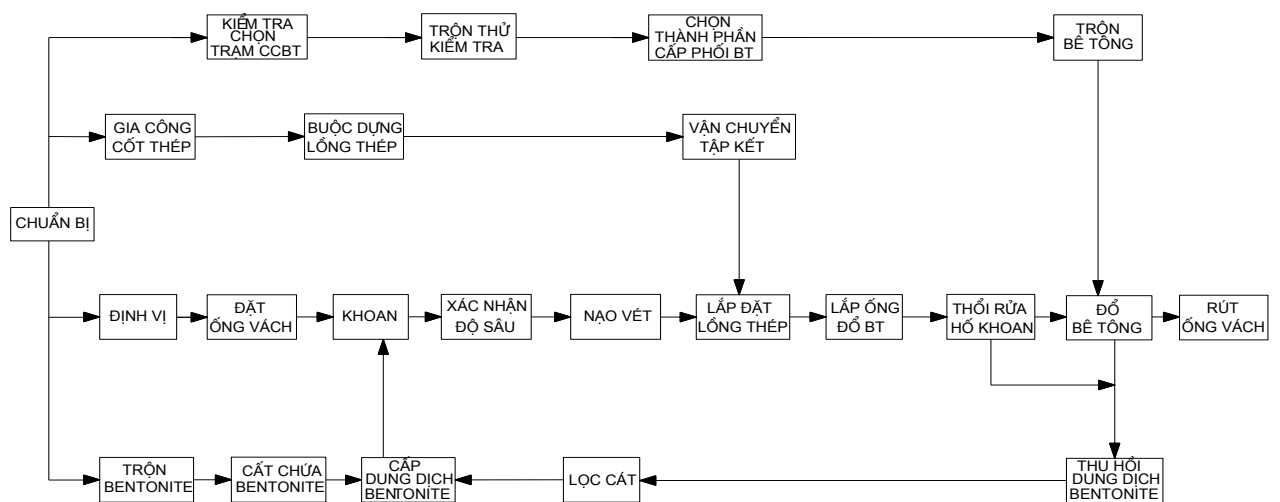 KIỂM TRA
CHỌN
TRẠM CCBT
TRỘN THỬ
KIỂM TRA
CHỌN
THÀNH PHẦN
CẤP PHỐI BT
TRỘN
BÊ TÔNG
GIA CÔNG
CỐT THÉP
BUỘC DỰNG
LỒNG THÉP
VẬN CHUYỂN
TẬP KẾT
CHUẨN BỊ
ĐỊNH VỊ
ĐẶT
ỐNG VÁCH
KHOAN
XÁC NHẬN
ĐỘ SÂU
NẠO VÉT
LẮP ĐẶT
LỒNG THÉP
LẮP ỐNG
ĐỔ BT
THỔI RỬA
HỐ KHOAN
ĐỔ
BÊ TÔNG
RÚT
ỐNG VÁCH
TRỘN
BENTONITE
CẤT CHỨA
BENTONITE
CẤP
DUNG DỊCH
BENTONITE
LỌC CÁT
THU HỒI
DUNG DỊCH
BENTONITE